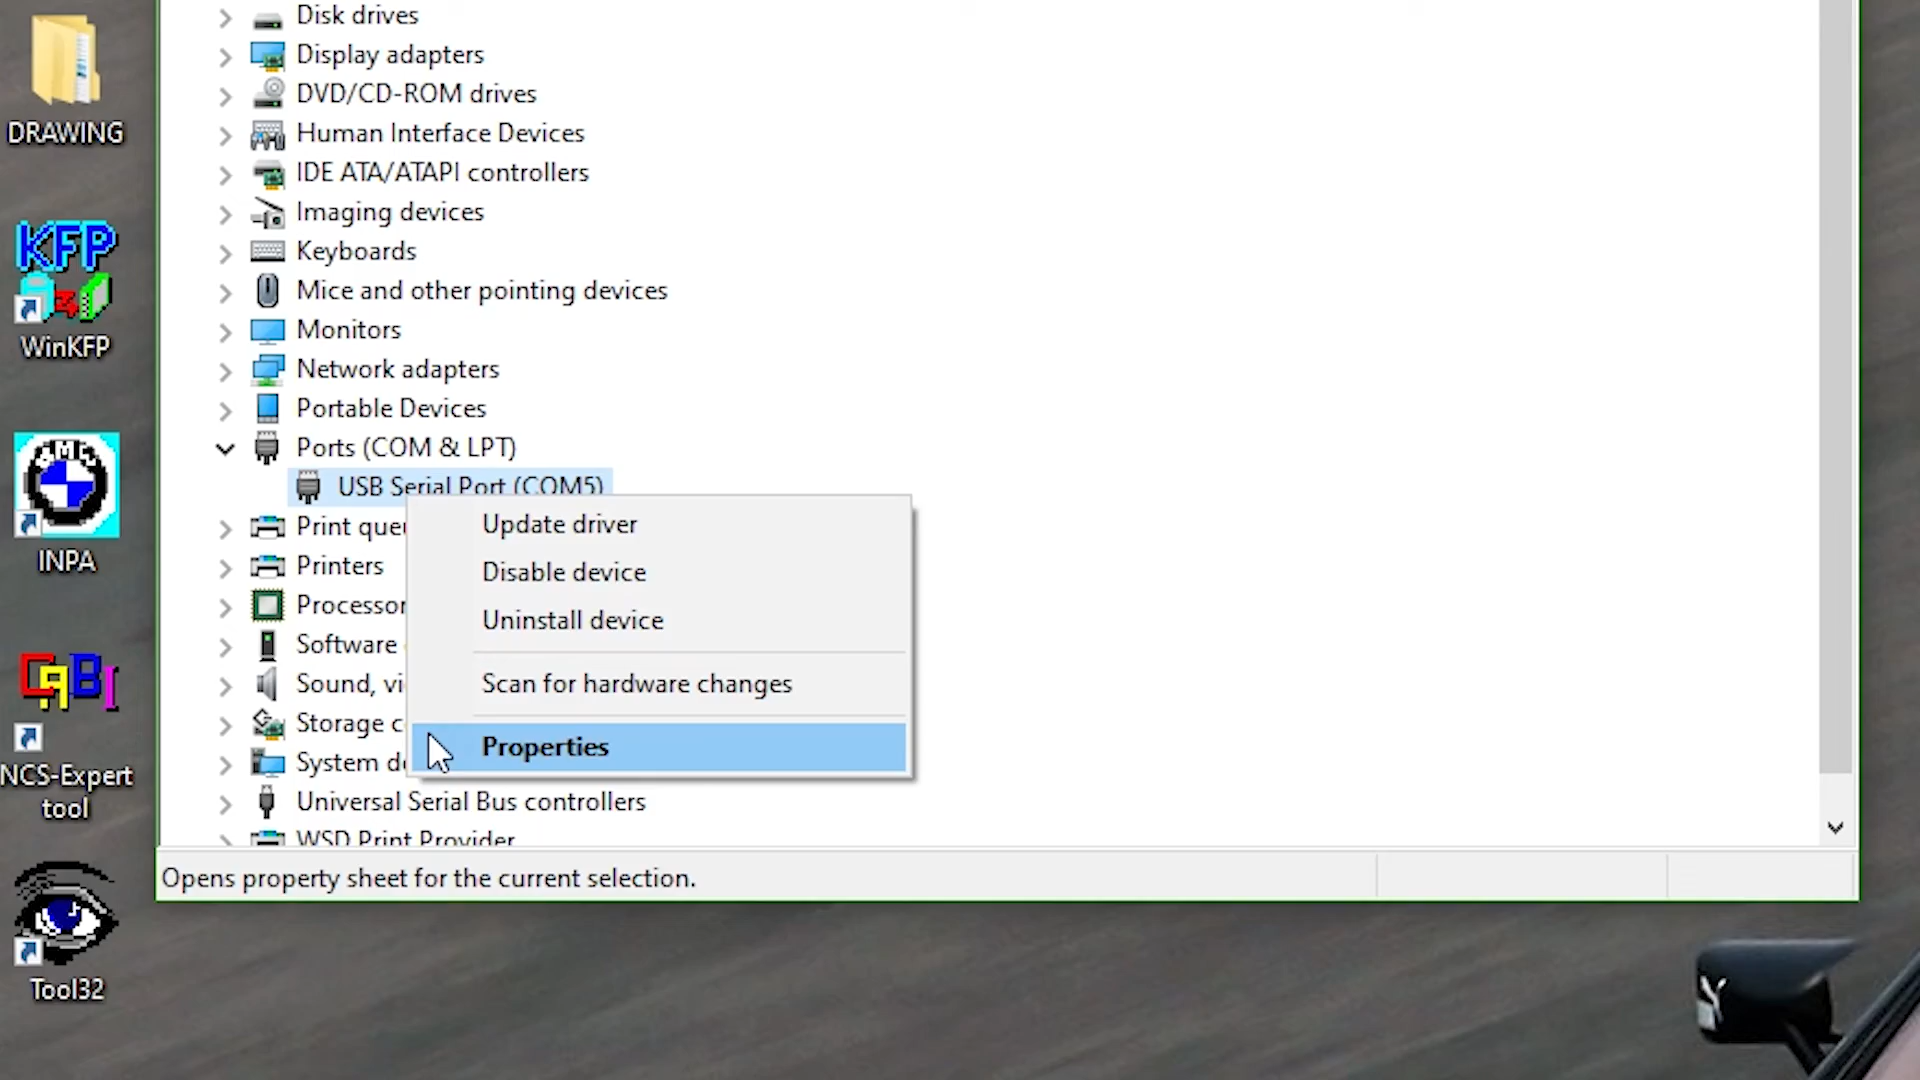 Disk drives
Display adapters
DVD/CD-ROM drives
Human Interface Devices
IDE ATA/ATAPI controllers
Imaging devices
Keyboards
Mice and other pointing devices
Monitors
Network adapters
Portable Devices
Ports (COM & LPT)
USB Serial Port (COM5)
Print que
Printers
Processor
Software
Sound, vi
Storage c
System de
Universal Serial Bus controllers
WSD Print Provider
Update driver
Disable device
Uninstall device
Scan for hardware changes
Properties
Opens property sheet for the current selection.
DRAWING
KFP
WinKFP
INPA
CABI
NCS-Expert
tool
Tool32